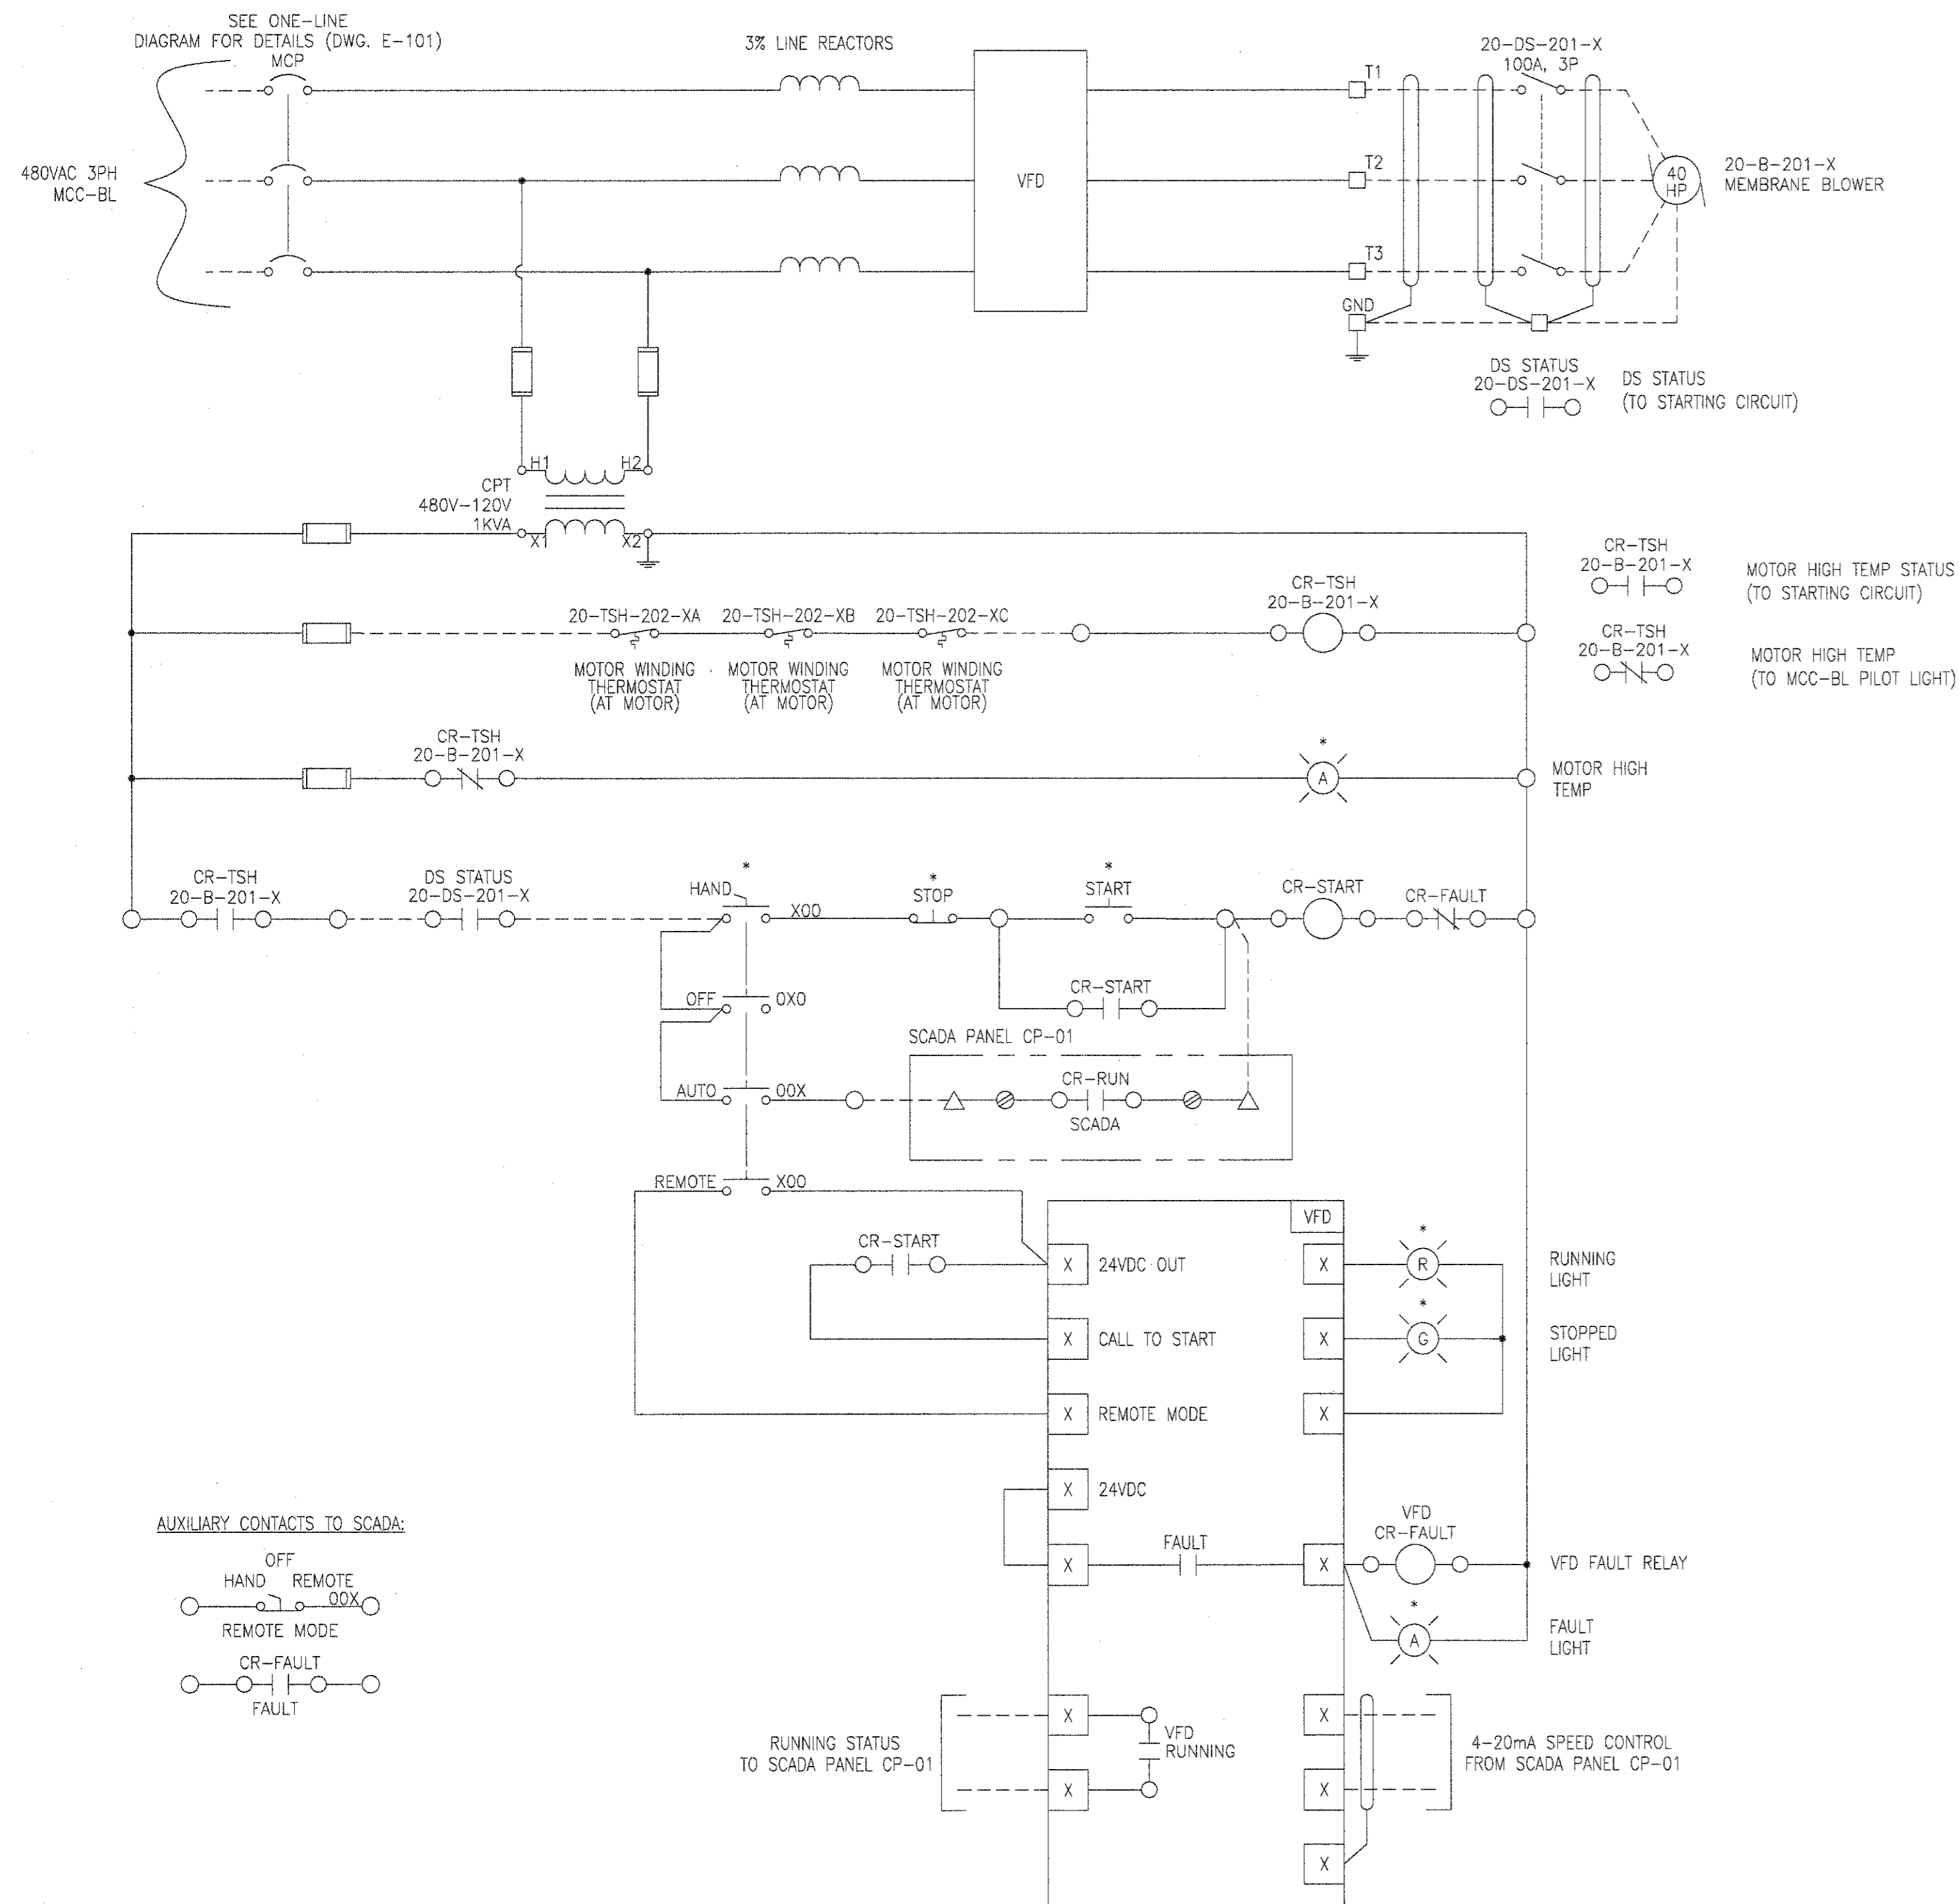 SEE ONE-LINE
DIAGRAM FOR DETAILS (DWG. E-101)
MCP
3% LINE REACTORS
20-DS-201-X
100A, 3P
T1
480VAC 3PH
MCC-BL
VFD
T2
40
HP
20-B-201-X
MEMBRANE BLOWER
T3
GND
DS STATUS
20-DS-201-X
DS STATUS
(TO STARTING CIRCUIT)
H1
H2
CPT
480V-120V
1KVA
X1
X2
CR-TSH
20-B-201-X
MOTOR HIGH TEMP STATUS
(TO STARTING CIRCUIT)
20-TSH-202-XA
20-TSH-202-XB
20-TSH-202-XC
CR-TSH
20-B-201-X
MOTOR WINDING
THERMOSTAT
(AT MOTOR)
MOTOR WINDING
THERMOSTAT
(AT MOTOR)
MOTOR WINDING
THERMOSTAT
(AT MOTOR)
CR-TSH
20-B-201-X
MOTOR HIGH TEMP
(TO MCC-BL PILOT LIGHT)
CR-TSH
20-B-201-X
*
A
MOTOR HIGH
TEMP
CR-TSH
20-B-201-X
DS STATUS
20-DS-201-X
*
HAND
X00
*
STOP
*
START
CR-START
CR-FAULT
OFF
0X0
CR-START
SCADA PANEL CP-01
AUTO
00X
CR-RUN
SCADA
REMOTE
X00
VFD
CR-START
X
24VDC OUT
X
*
R
RUNNING
LIGHT
X
CALL TO START
X
*
G
STOPPED
LIGHT
X
REMOTE MODE
X
X
24VDC
AUXILIARY CONTACTS TO SCADA:
OFF
HAND REMOTE
00X
REMOTE MODE
X
FAULT
X
VFD
CR-FAULT
VFD FAULT RELAY
*
A
FAULT
LIGHT
CR-FAULT
FAULT
RUNNING STATUS
TO SCADA PANEL CP-01
X
X
VFD
RUNNING
X
X
4-20mA SPEED CONTROL
FROM SCADA PANEL CP-01
X